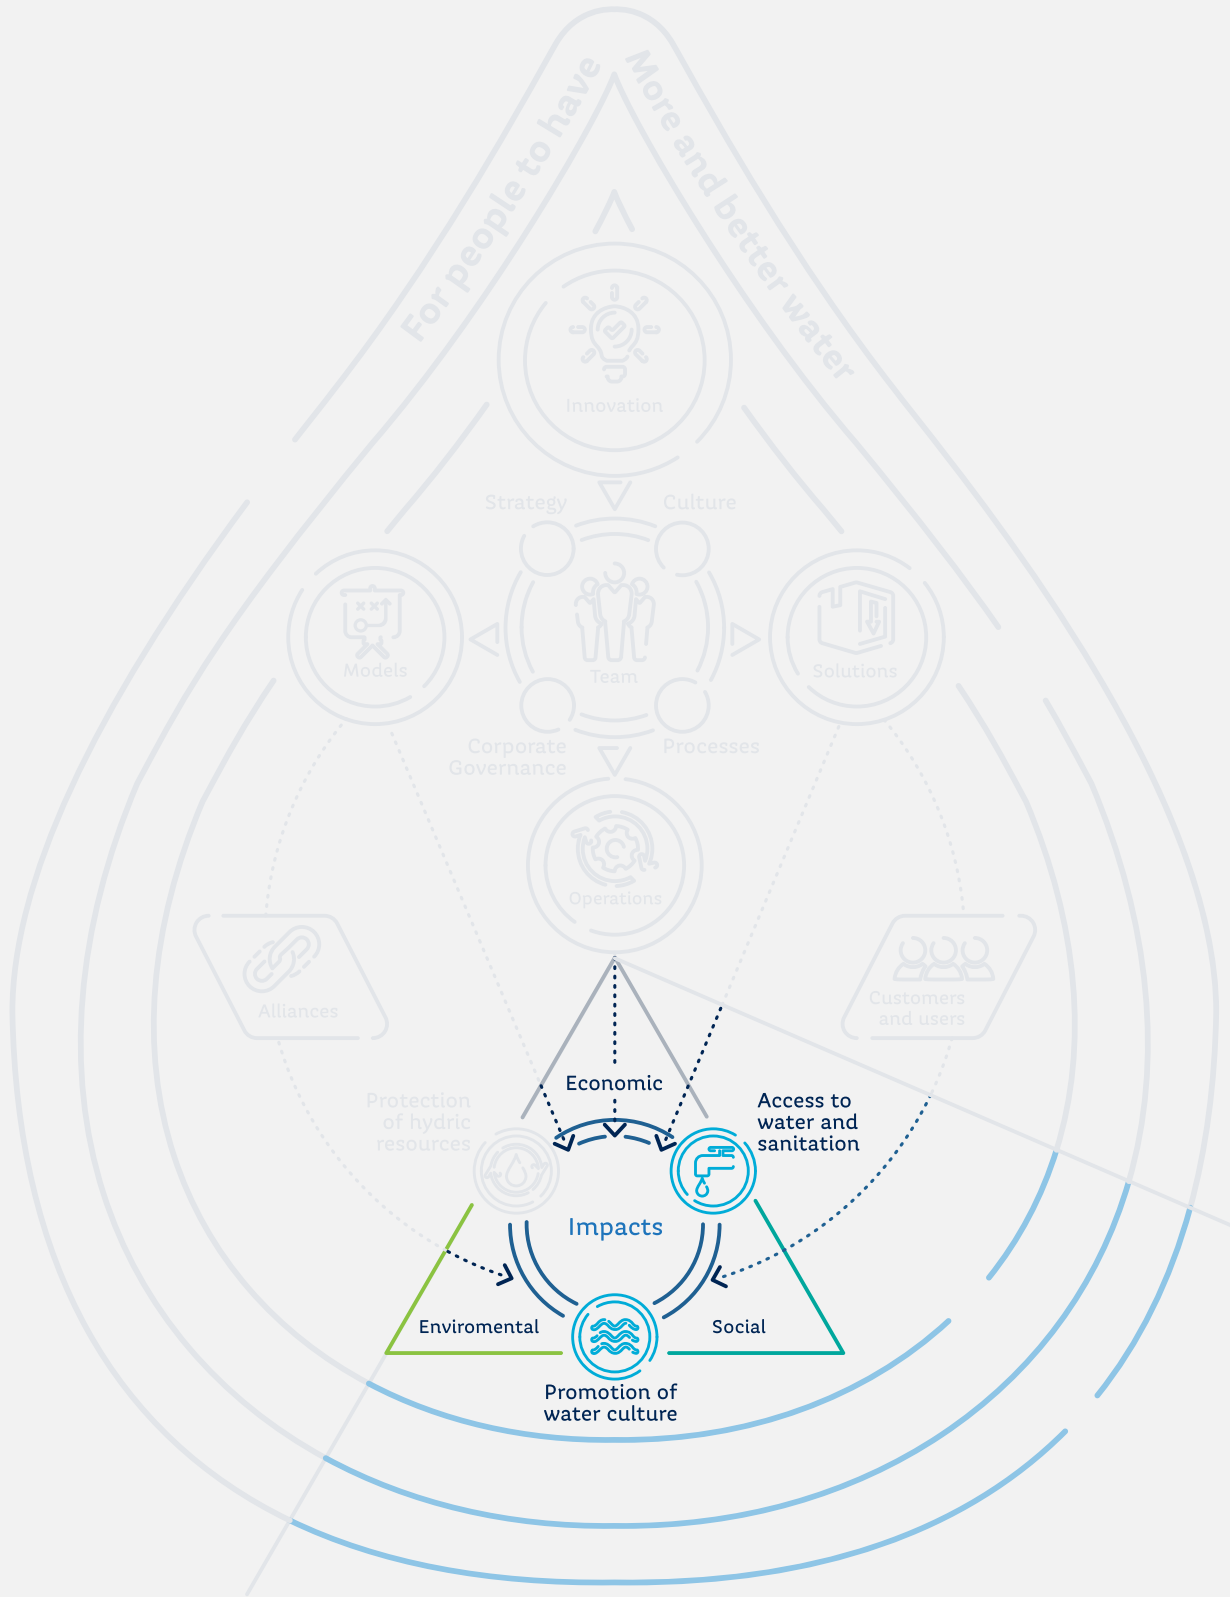 For people to have
More and better water
Innovation
Strategy
Culture
Models
Team
Solutions
Corporate
Governance
Processes
Operations
Alliances
Customers
and users
Economic
Protection
of hydric
resources
Access to
water and
sanitation
Impacts
Enviromental
Social
Promotion of
water culture